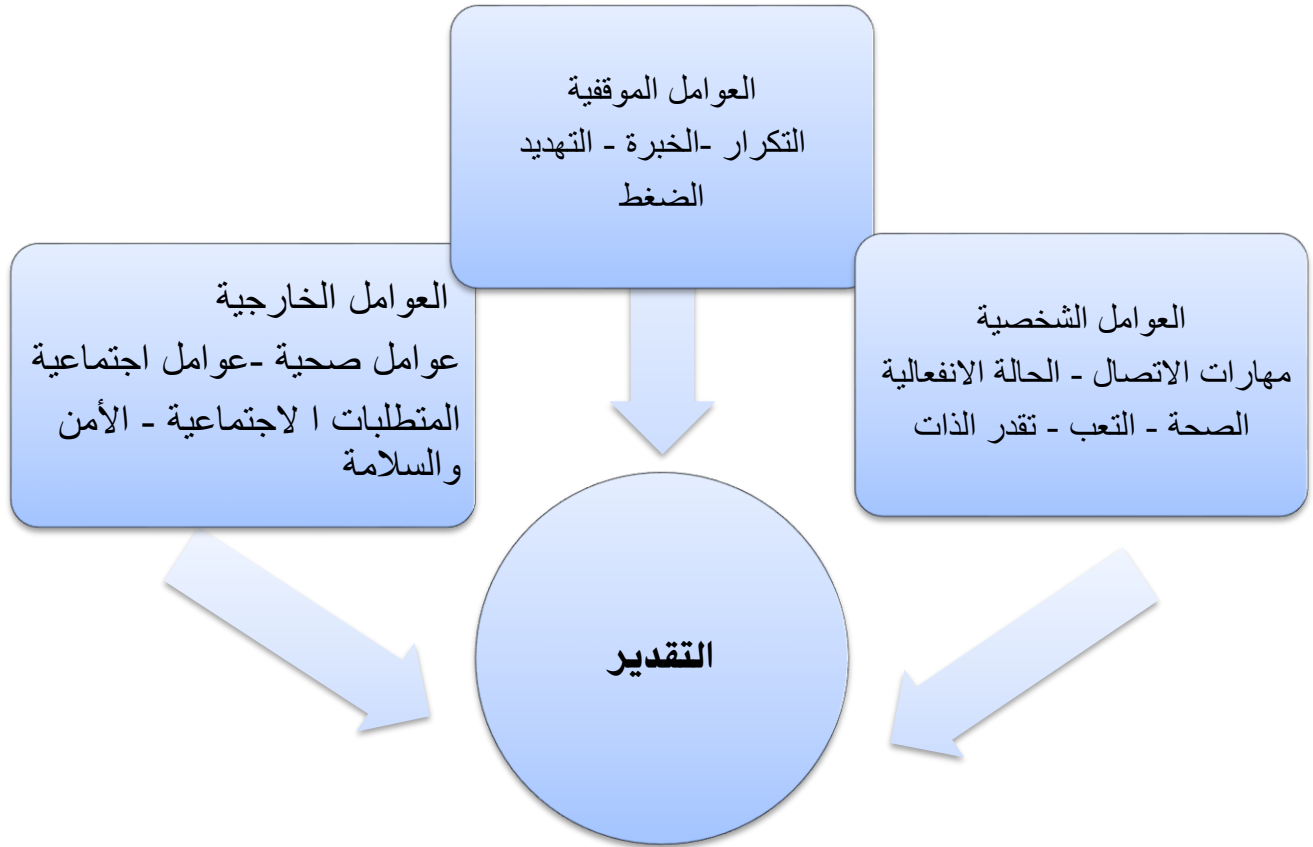 العوامل الموقفية
التكرار -الخبرة - التهديد
الضغط
العوامل الشخصية
مهارات الاتصال - الحالة الانفعالية
الصحة - التعب - تقدر الذات
العوامل الخارجية
عوامل صحية -عوامل اجتماعية
المتطلبات ا لاجتماعية - الأمن
والسلامة
التقدير